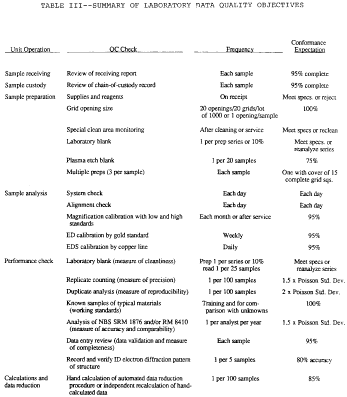 TABLE III--SUMMARY OF LABORATORY DATA QUALITY OBJECTIVES
Unit Operation QC Check Frequency Conformance
Expectation
Sample receiving Review of receiving report Each sample 95% complete
Sample custody Review of chain-of-custody record Each sample 95% complete
Sample preparation Supplies and reagents On receipt Meet specs. or reject
Grid opening size 20 openings/20 grids/lot 100%
of 1000 or 1 opening/sample
Special clean area monitoring After cleaning or service Meet specs or reclean
Laboratory blank 1 per prep series or 10% Meet specs. or
reanalyze series
Plasma etch blank 1 per 20 samples 75%
Multiple preps (3 per sample) Each sample One with cover of 15
complete grid sqs.
Sample analysis System check Each day Each day
Alignment check Each day Each day
Magnification calibration with low and high Each month or after service 95%
standards
ED calibration by gold standard Weekly 95%
EDS calibration by copper line Daily 95%
Performance check Laboratory blank (measure of cleanliness) Prep 1 per series or 10% Meet specs or
read 1 per 25 samples reanalyze series
Replicate counting (measure of precision) 1 per 100 samples 1.5 x Poisson Std. Dev.
Duplicate analysis (measure of reproducibility) 1 per 100 samples 2 x Poisson Std. Dev.
Known samples of typical materials Training and for com- 100%
(working standards) parison with unknowns
Analysis of NBS SRM 1876 and/or RM 8410 1 per analyst per year 1.5 x Poisson Std. Dev.
(measure of accuracy and comparability)
Data entry review (data validation and measure Each sample 95%
of completeness)
Record and verify ID electron diffraction pattern 1 per 5 samples 80% accuracy
of structure
Calculations and Hand calculation of automated data reduction 1 per 100 samples 85%
data reduction procedure or independent recalculation of hand-
calculated data